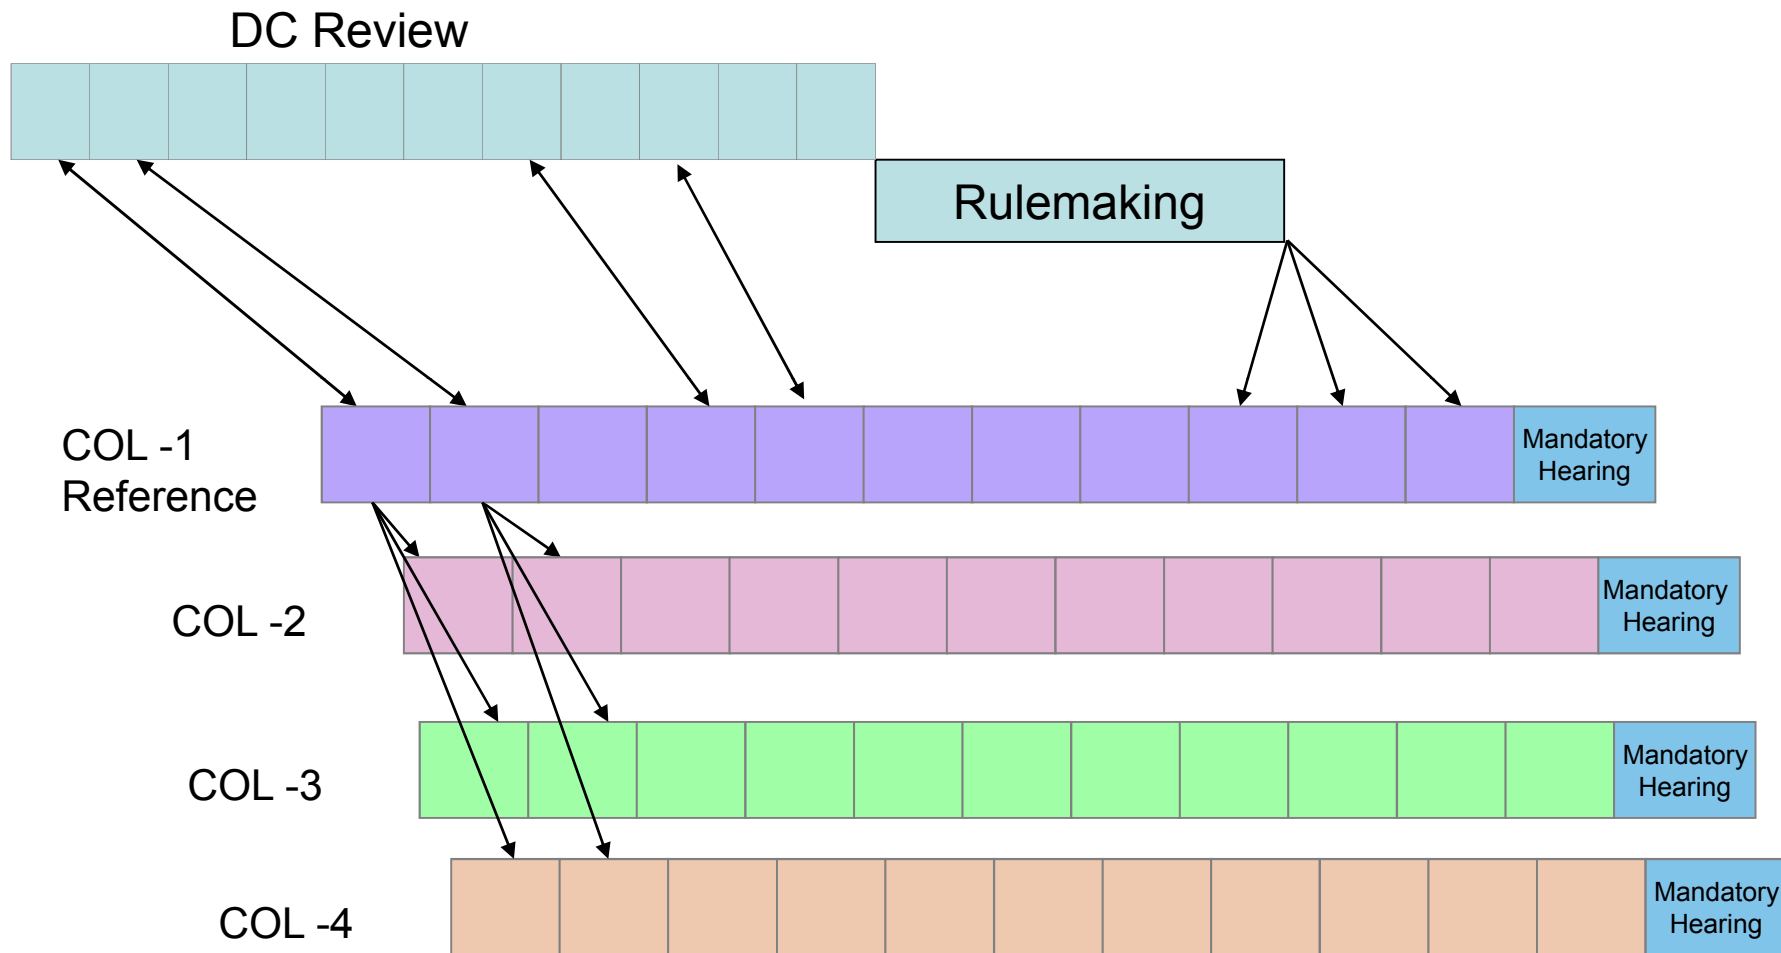 DC Review
Rulemaking
COL -1
Reference
Mandatory
Hearing
COL -2
Mandatory
Hearing
COL -3
Mandatory
Hearing
COL -4
Mandatory
Hearing